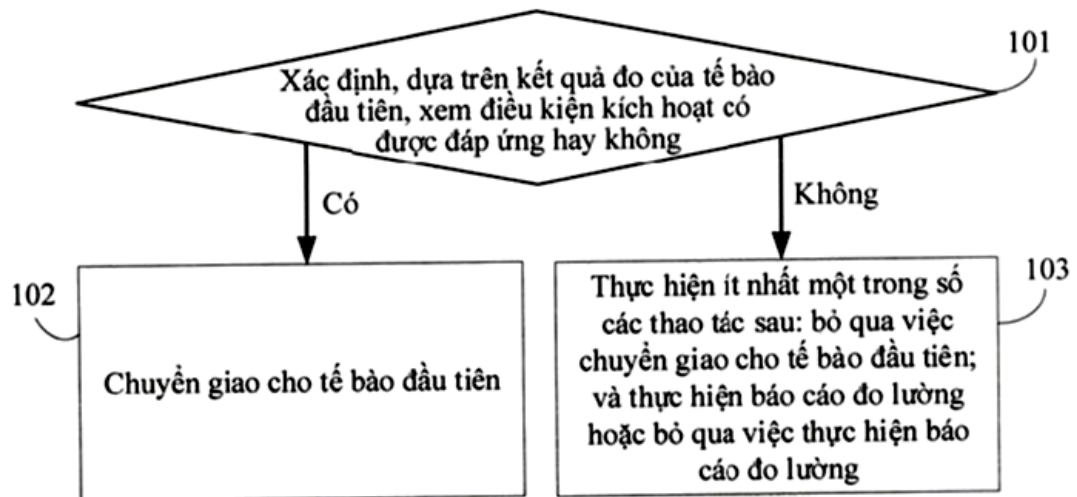 101
Xác định, dựa trên kết quả đo của tế bào
đầu tiên, xem điều kiện kích hoạt có
được đáp ứng hay không
Có
Không
102
Chuyển giao cho tế bào đầu tiên
103
Thực hiện ít nhất một trong số
các thao tác sau: bỏ qua việc
chuyển giao cho tế bào đầu tiên;
và thực hiện báo cáo đo lường
hoặc bỏ qua việc thực hiện báo
cáo đo lường